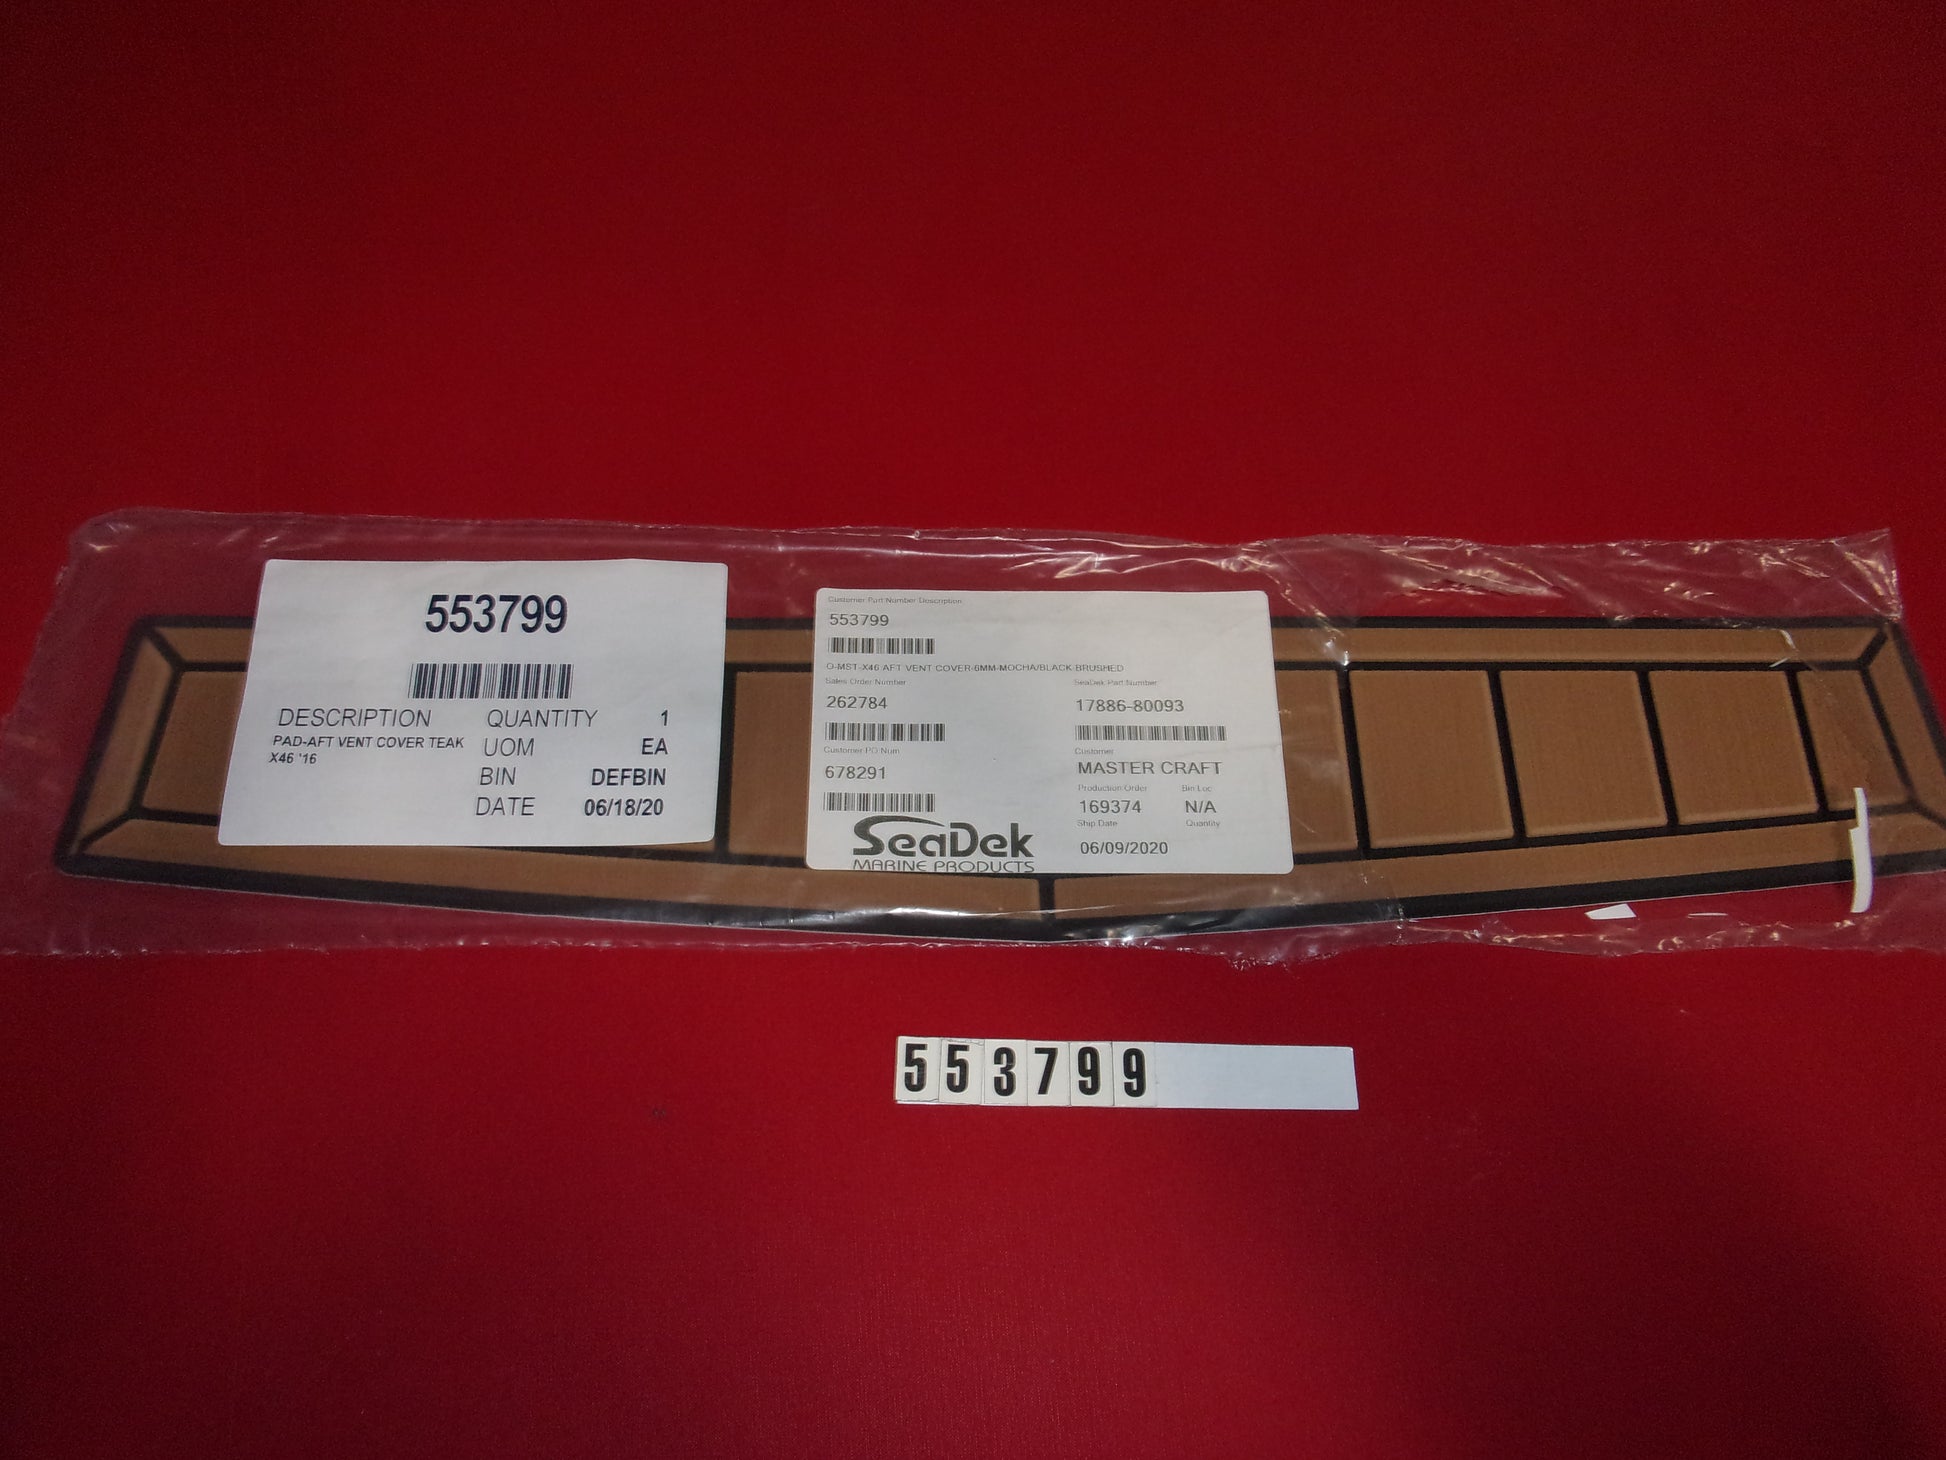 553799
DESCRIPTION QUANTITY 1
PAD-AFT VENT COVER TEAK UOM EA
X46 '16
BIN DEFBIN
DATE 06/18/20
Customer Part Number Description
553799
O-MST-X46 AFT VENT COVER-6MM-MOCHA/BLACK-BRUSHED
Sales Order Number SeaDek Part Number
262784 17886-80093
Customer PO Num Customer
678291 MASTER CRAFT
Production Order Bin Loc
169374 N/A
Ship Date Quantity
06/09/2020
SeaDek
MARINE PRODUCTS
553799